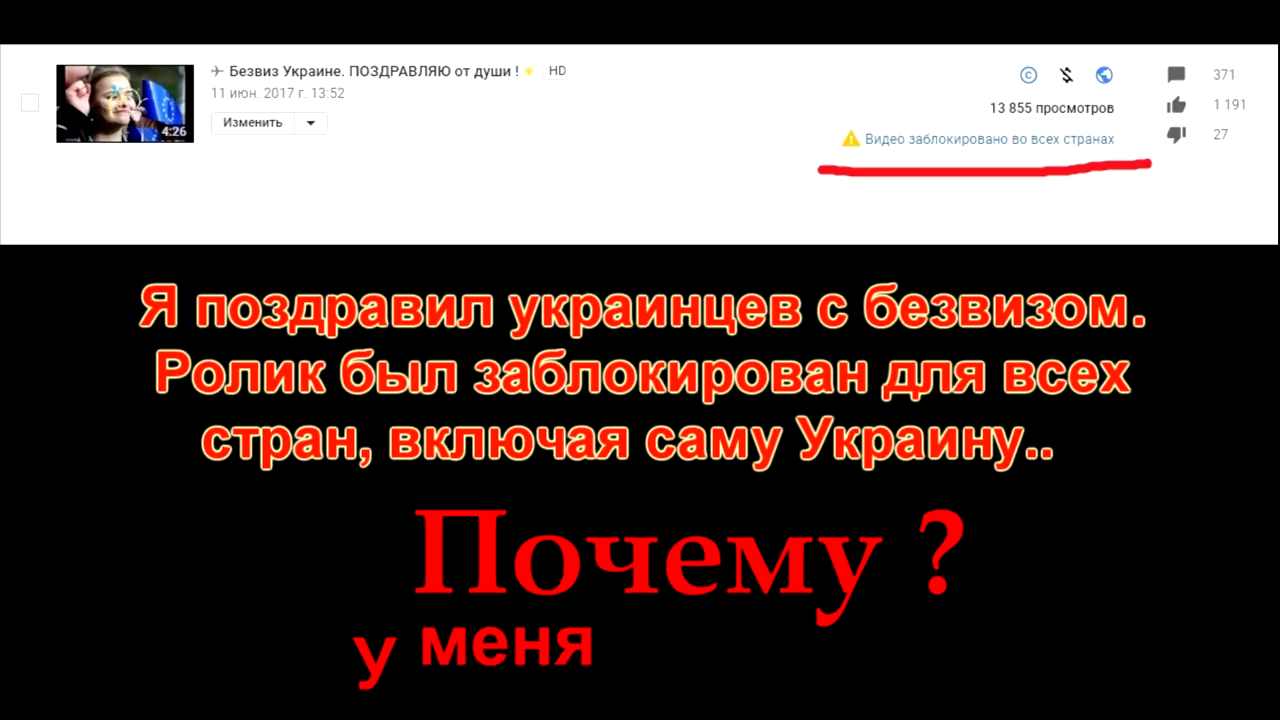 ✈ Безвиз Украине. ПОЗДРАВЛЯЮ от души ! HD
11 июн. 2017 г. 13:52
Изменить
4:26
©
13 855 просмотров
Видео заблокировано во всех странах
371
1 191
27
Я поздравил украинцев с безвизом.
Ролик был заблокирован для всех
стран, включая саму Украину..
Почему ?
у меня